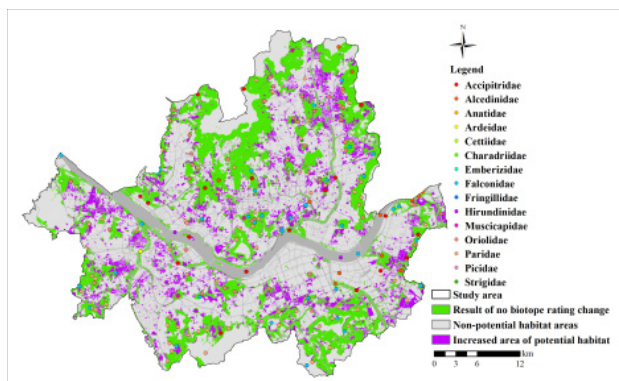 N
Legend
Accipitridae
Alcedinidae
Anatidae
Ardeidae
Cettiidae
Charadriidae
Emberizidae
Falconidae
Fringillidae
Hirundinidae
Muscicapidae
Oriolidae
Paridae
Picidae
Strigidae
Study area
Result of no biotope rating change
Non-potential habitat areas
Increased area of potential habitat
km
0 3 6 12